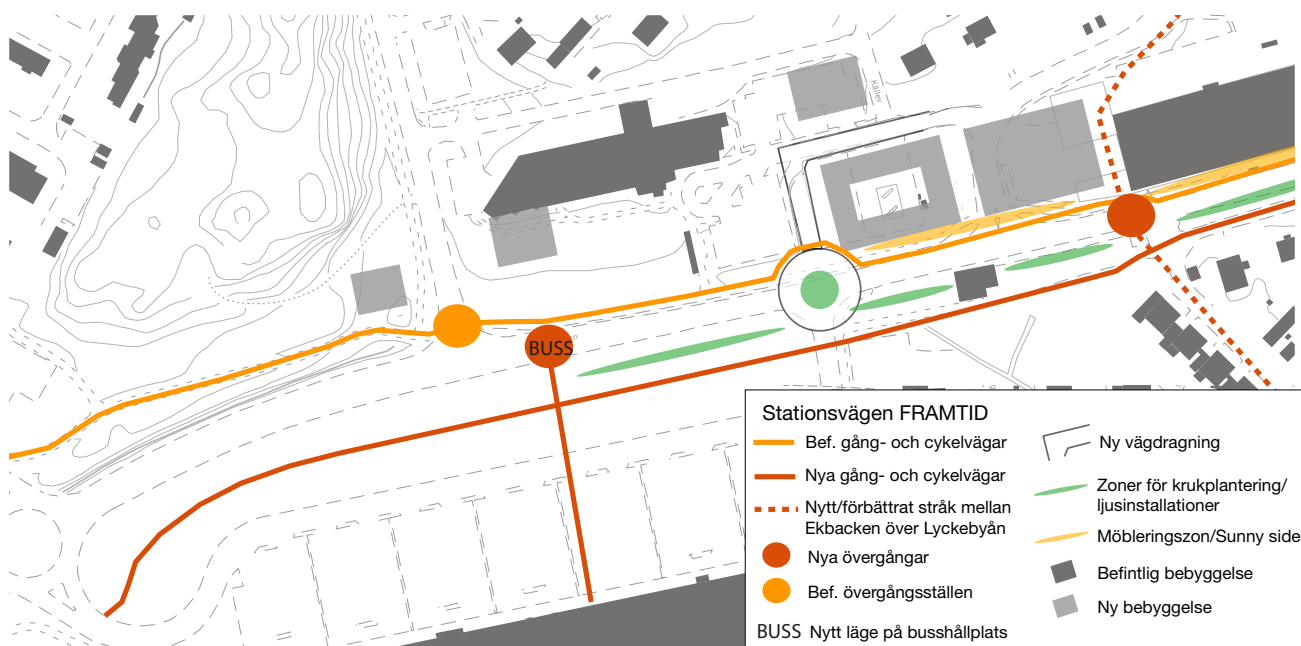 Källev
BUSS
Stationsvägen FRAMTID
Bef. gång- och cykelvägar
Nya gång- och cykelvägar
Nytt/förbättrat stråk mellan
Ekbacken över Lyckebyån
Nya övergångar
Bef. övergångsställen
BUSS Nytt läge på busshållplats
Ny vägdragning
Zoner för krukplantering/
ljusinstallationer
Möbleringszon/Sunny side
Befintlig bebyggelse
Ny bebyggelse